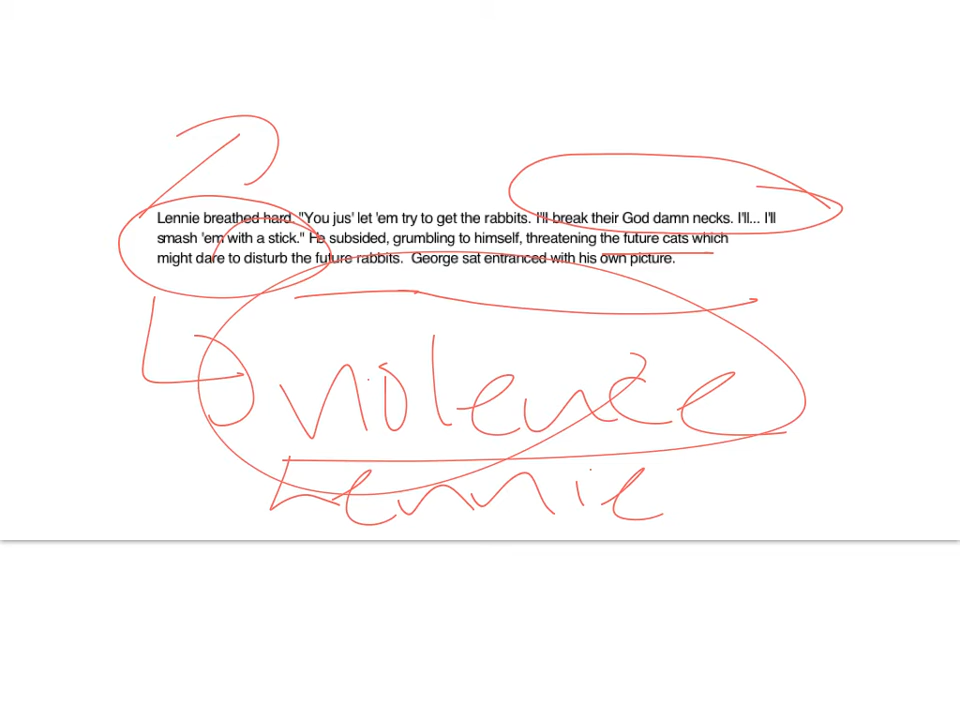 Lennie breathed hard. "You jus' let 'em try to get the rabbits. I'll break their God damn necks. I'll... I'll
smash 'em with a stick." He subsided, grumbling to himself, threatening the future cats which
might dare to disturb the future rabbits.  George sat entranced with his own picture.
violence
Lennie